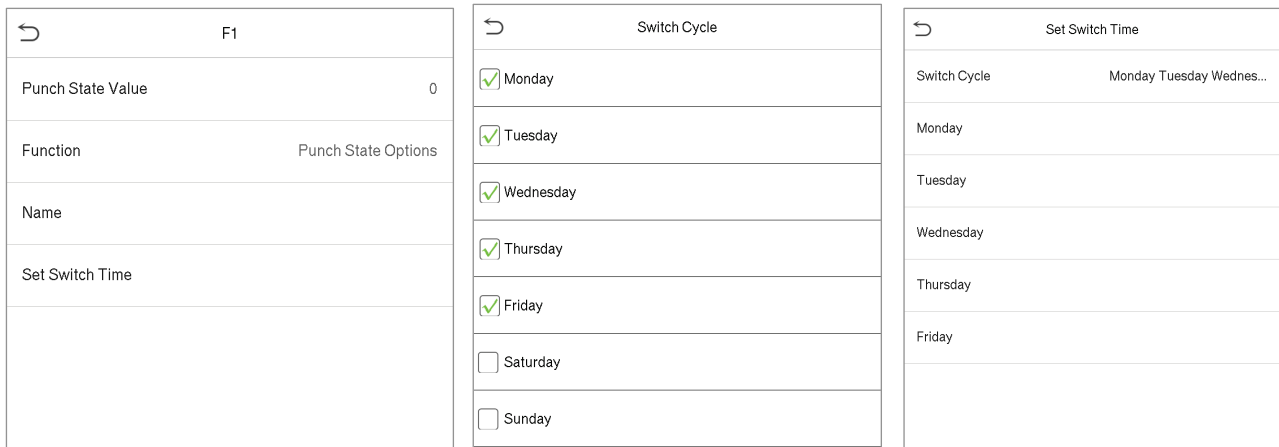 F1
Punch State Value 0
Function Punch State Options
Name
Set Switch Time
Switch Cycle
Monday
Tuesday
Wednesday
Thursday
Friday
Saturday
Sunday
Set Switch Time
Switch Cycle Monday Tuesday Wednes...
Monday
Tuesday
Wednesday
Thursday
Friday